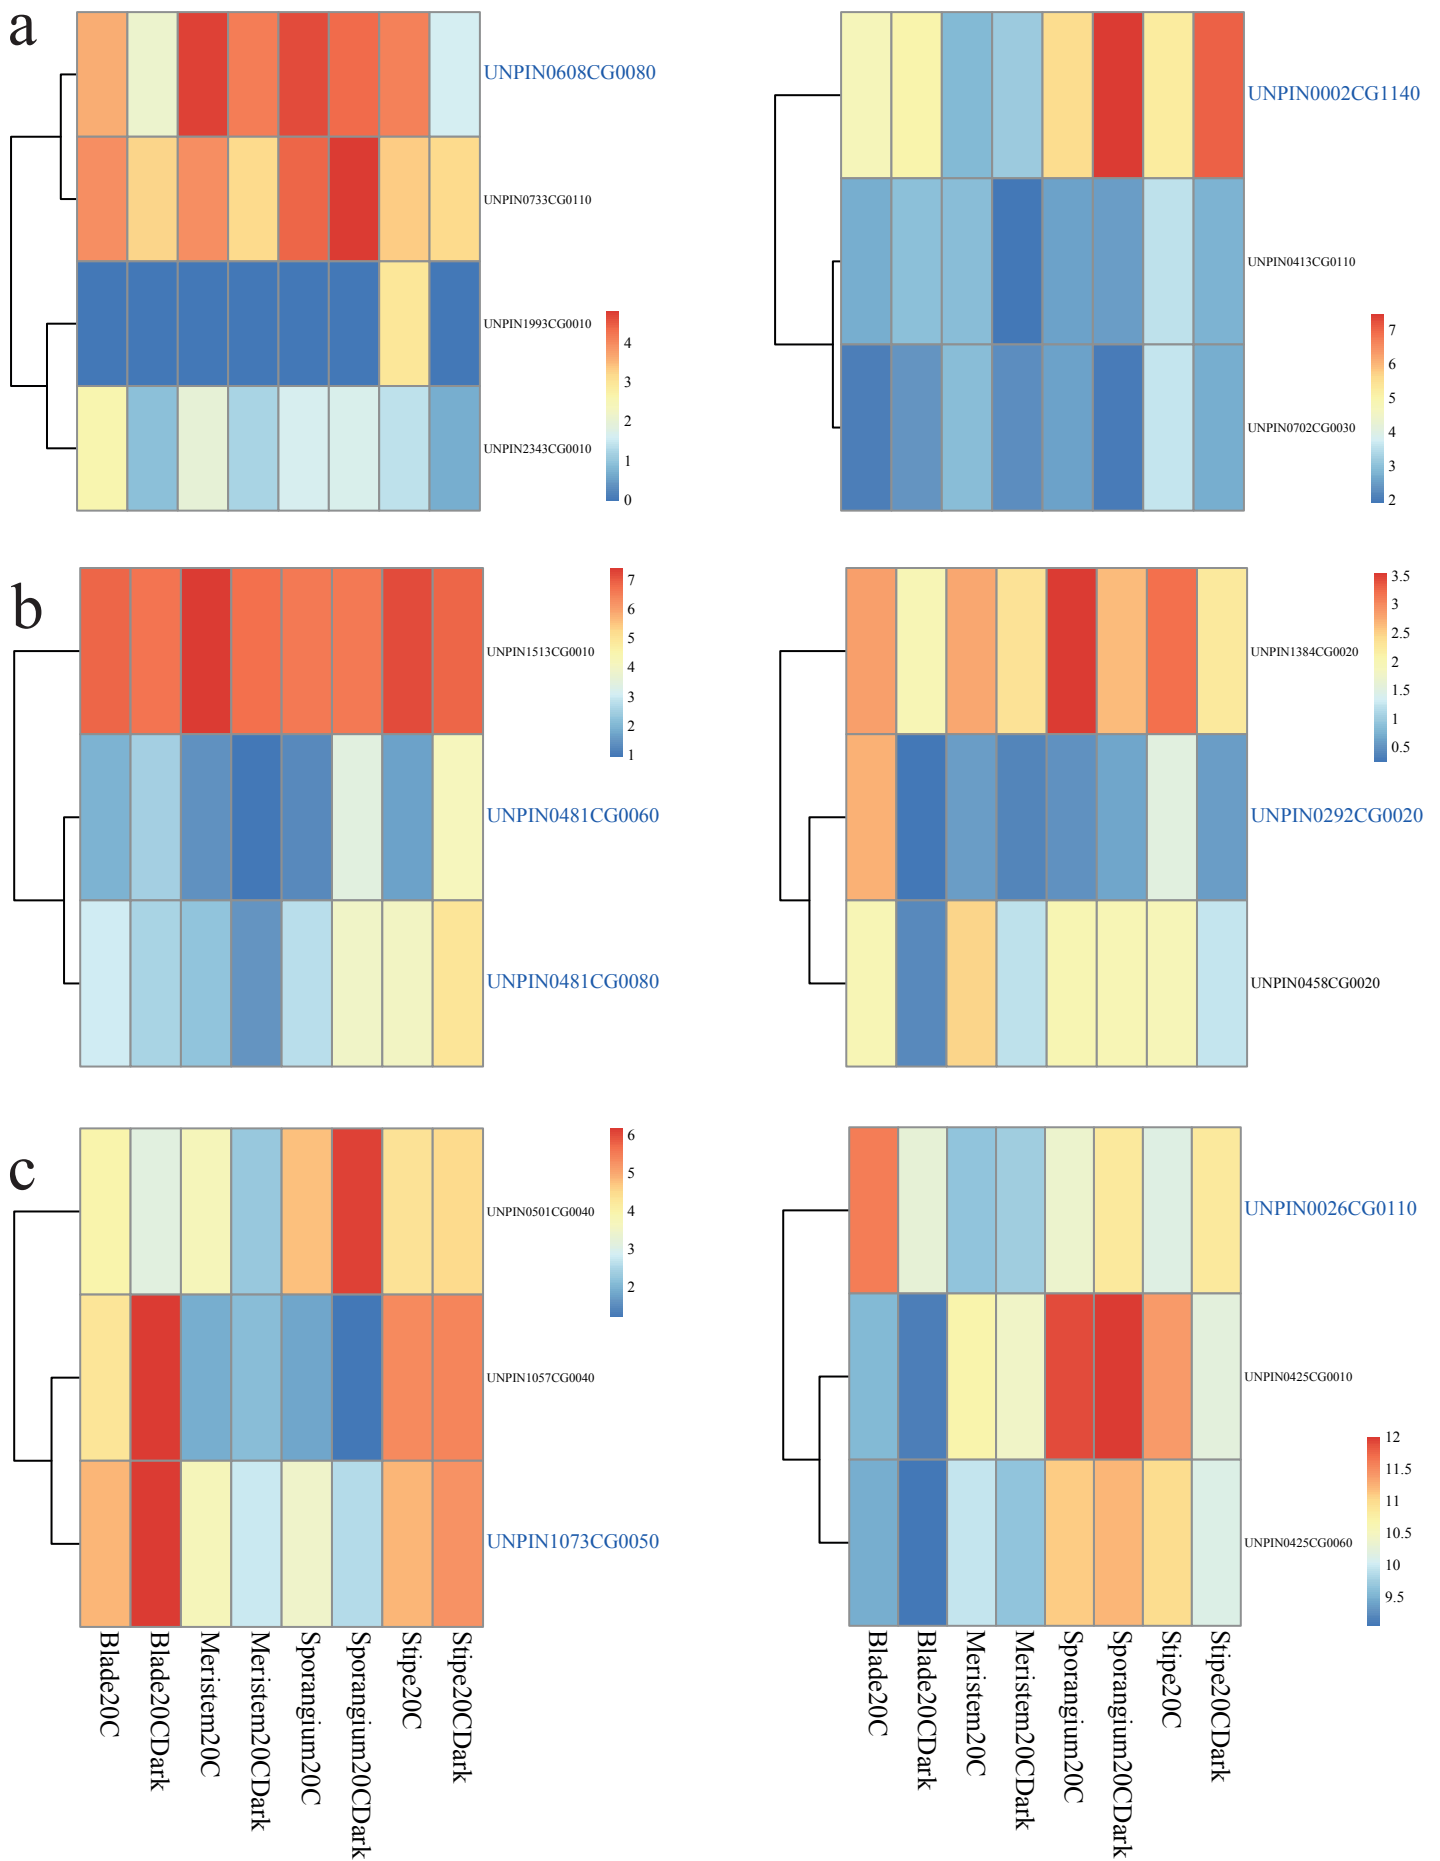 a
UNPIN0608CG0080
UNPIN0733CG0110
UNPIN1993CG0010
UNPIN2343CG0010
4
3
2
1
0
UNPIN0002CG1140
UNPIN0413CG0110
UNPIN0702CG0030
7
6
5
4
3
2
b
UNPIN1513CG0010
UNPIN0481CG0060
UNPIN0481CG0080
7
6
5
4
3
2
1
UNPIN1384CG0020
UNPIN0292CG0020
UNPIN0458CG0020
3.5
3
2.5
2
1.5
1
0.5
c
UNPIN0501CG0040
UNPIN1057CG0040
UNPIN1073CG0050
6
5
4
3
2
Blade20C
Blade20CDark
Meristem20C
Meristem20CDark
Sporangium20C
Sporangium20CDark
Stipe20C
Stipe20CDark
UNPIN0026CG0110
UNPIN0425CG0010
UNPIN0425CG0060
12
11.5
11
10.5
10
9.5
Blade20C
Blade20CDark
Meristem20C
Meristem20CDark
Sporangium20C
Sporangium20CDark
Stipe20C
Stipe20CDark